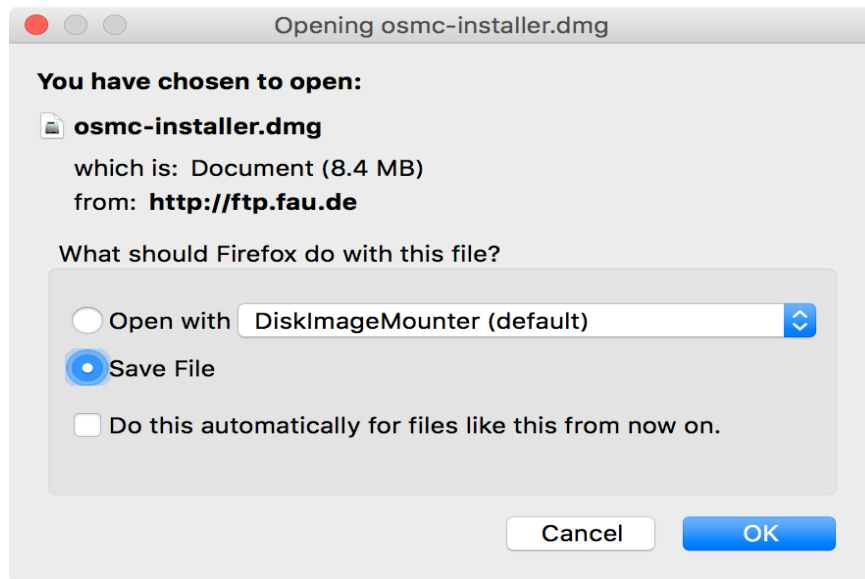 Opening osmc-installer.dmg
You have chosen to open:
osmc-installer.dmg
which is: Document (8.4 MB)
from: http://ftp.fau.de
What should Firefox do with this file?
Open with DiskImageMounter (default)
Save File
Do this automatically for files like this from now on.
Cancel OK